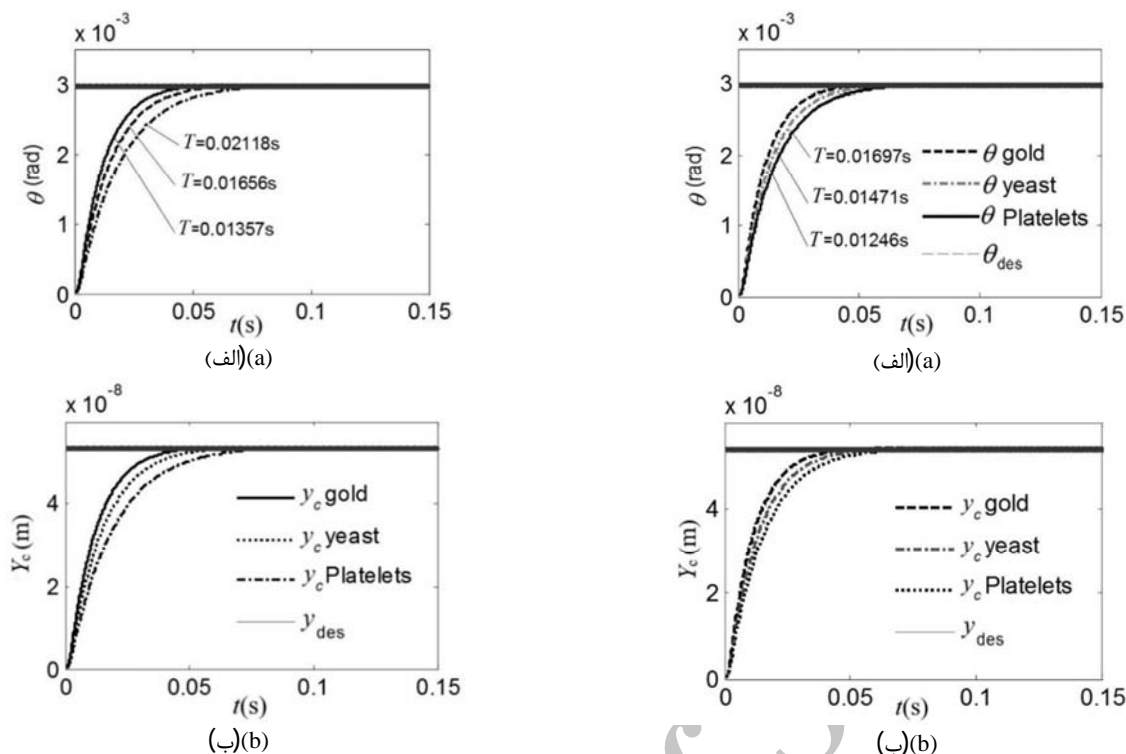 x 10⁻³
3
2
1
0
θ (rad)
T=0.02118s
T=0.01656s
T=0.01357s
0
0.05
0.1
0.15
t(s)
(a)(الف)
x 10⁻³
3
2
1
0
θ (rad)
T=0.01697s
T=0.01471s
T=0.01246s
θ gold
θ yeast
θ Platelets
θdes
0
0.05
0.1
0.15
t(s)
(a)(الف)
x 10⁻⁸
4
2
0
Yc (m)
yc gold
yc yeast
yc Platelets
ydes
0
0.05
0.1
0.15
t(s)
(b)(ب)
x 10⁻⁸
4
2
0
Yc (m)
yc gold
yc yeast
yc Platelets
ydes
0
0.05
0.1
0.15
t(s)
(b)(ب)